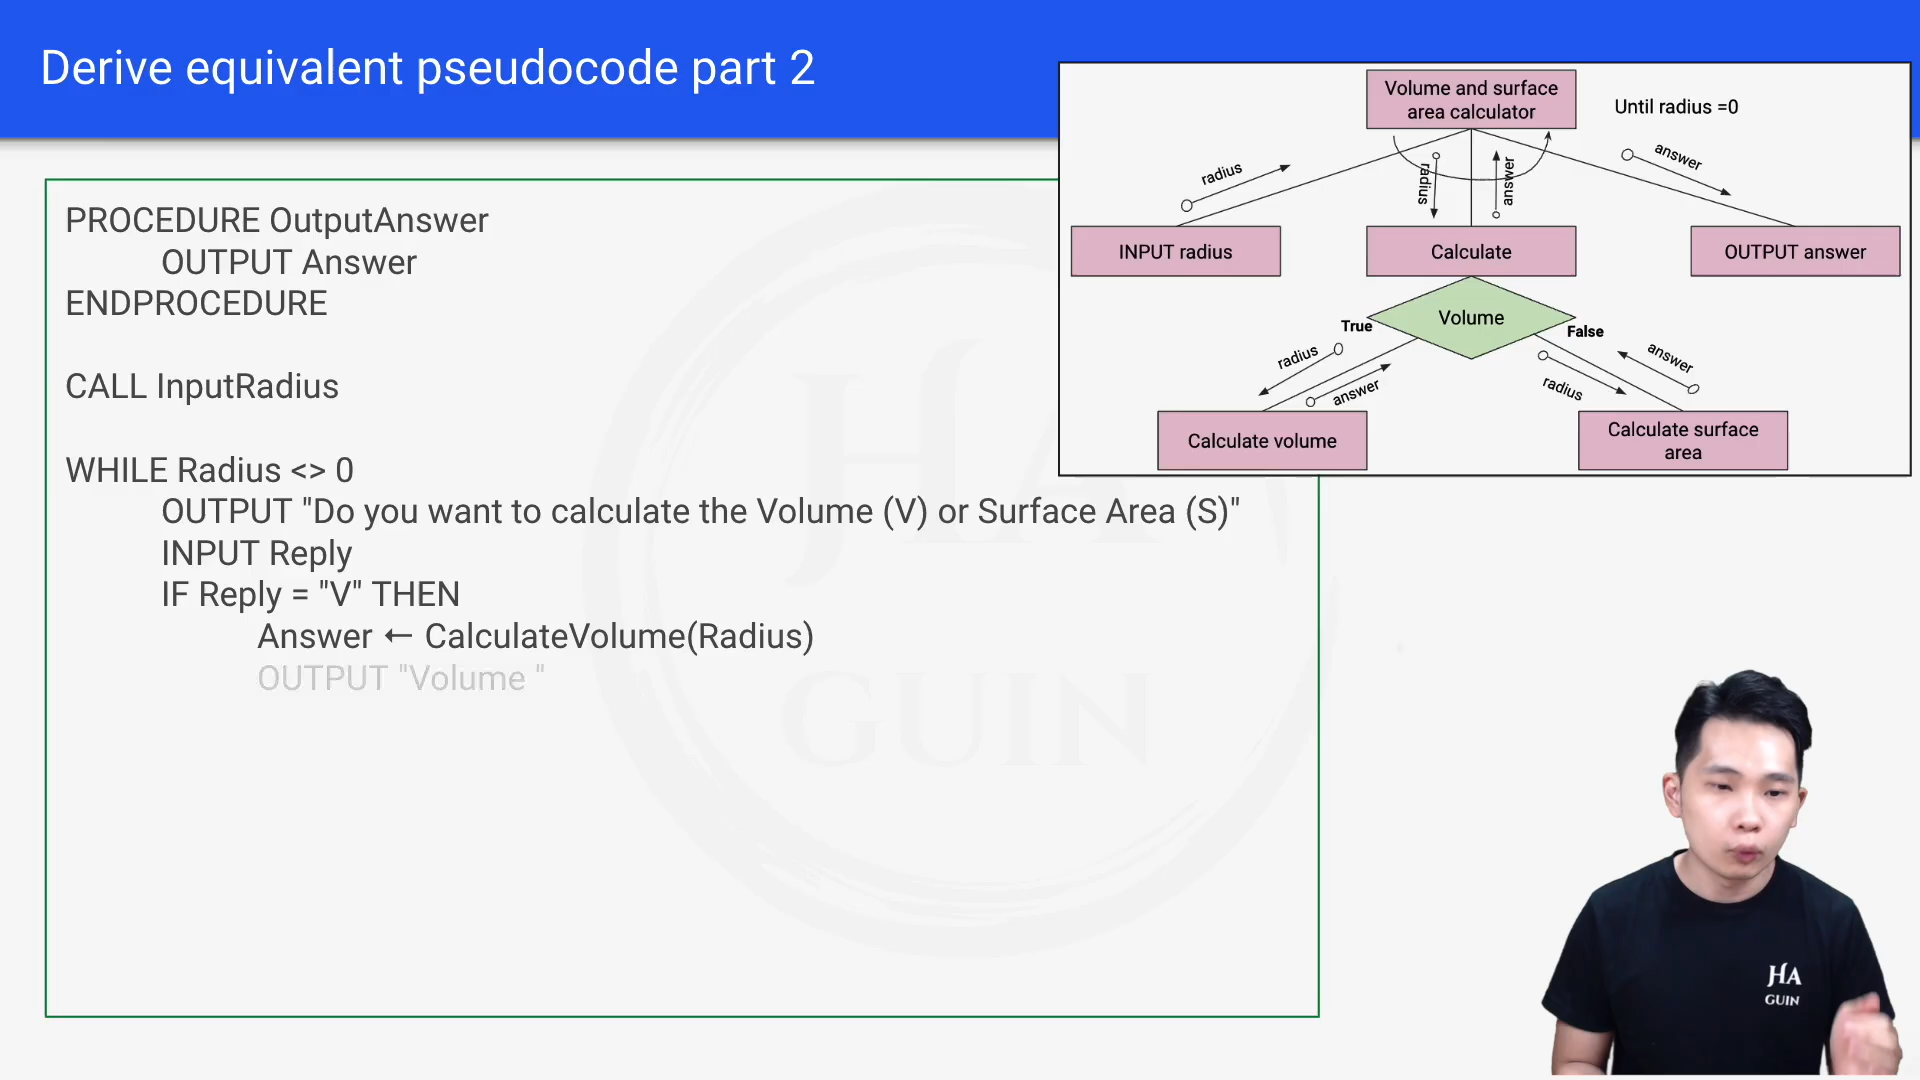 Derive equivalent pseudocode part 2
PROCEDURE OutputAnswer
OUTPUT Answer
ENDPROCEDURE
CALL InputRadius
WHILE Radius <> 0
OUTPUT "Do you want to calculate the Volume (V) or Surface Area (S)"
INPUT Reply
IF Reply = "V" THEN
Answer ← CalculateVolume(Radius)
OUTPUT "Volume "
Volume and surface
area calculator
Until radius =0
radius
radius
answer
answer
INPUT radius
Calculate
OUTPUT answer
Volume
True
False
radius
answer
radius
answer
Calculate volume
Calculate surface
area
HA
GUIN
HA
GUIN